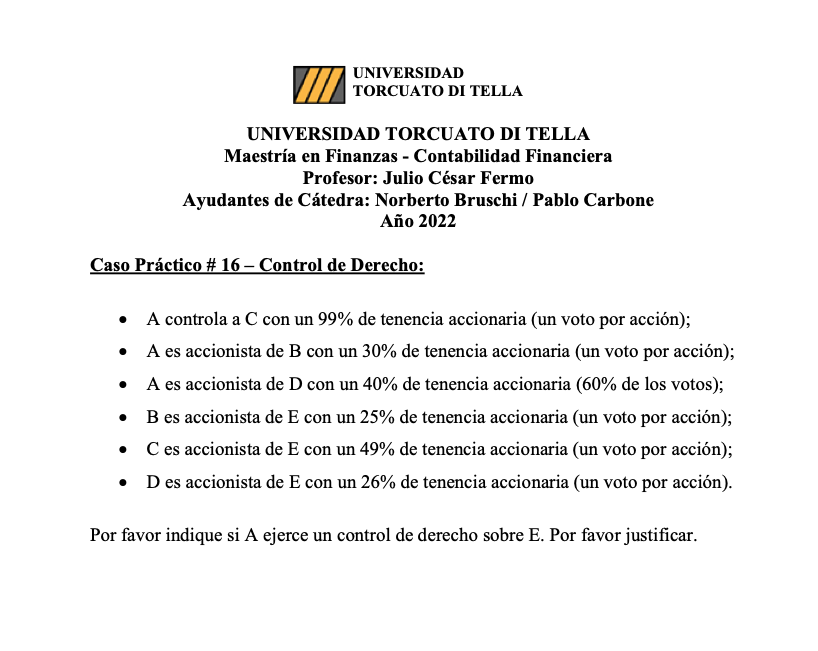 UNIVERSIDAD
TORCUATO DI TELLA
UNIVERSIDAD TORCUATO DI TELLA
Maestría en Finanzas - Contabilidad Financiera
Profesor: Julio César Fermo
Ayudantes de Cátedra: Norberto Bruschi / Pablo Carbone
Año 2022
Caso Práctico # 16 – Control de Derecho:
• A controla a C con un 99% de tenencia accionaria (un voto por acción);
• A es accionista de B con un 30% de tenencia accionaria (un voto por acción);
• A es accionista de D con un 40% de tenencia accionaria (60% de los votos);
• B es accionista de E con un 25% de tenencia accionaria (un voto por acción);
• C es accionista de E con un 49% de tenencia accionaria (un voto por acción);
• D es accionista de E con un 26% de tenencia accionaria (un voto por acción).
Por favor indique si A ejerce un control de derecho sobre E. Por favor justificar.